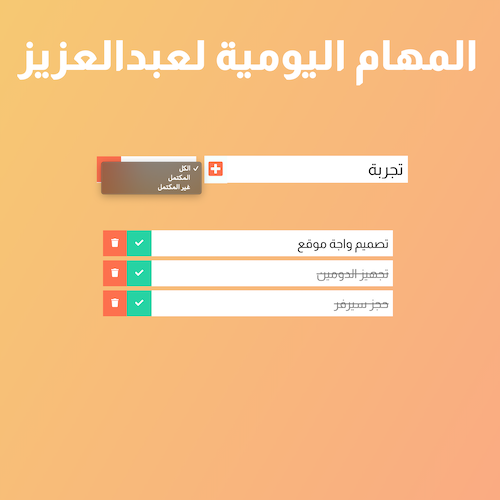 المهام اليومية لعبدالعزيز
تجربة
الكل
المكتمل
غير المكتمل
تصميم واجة موقع
تجهيز الدومين
حجز سيرفر